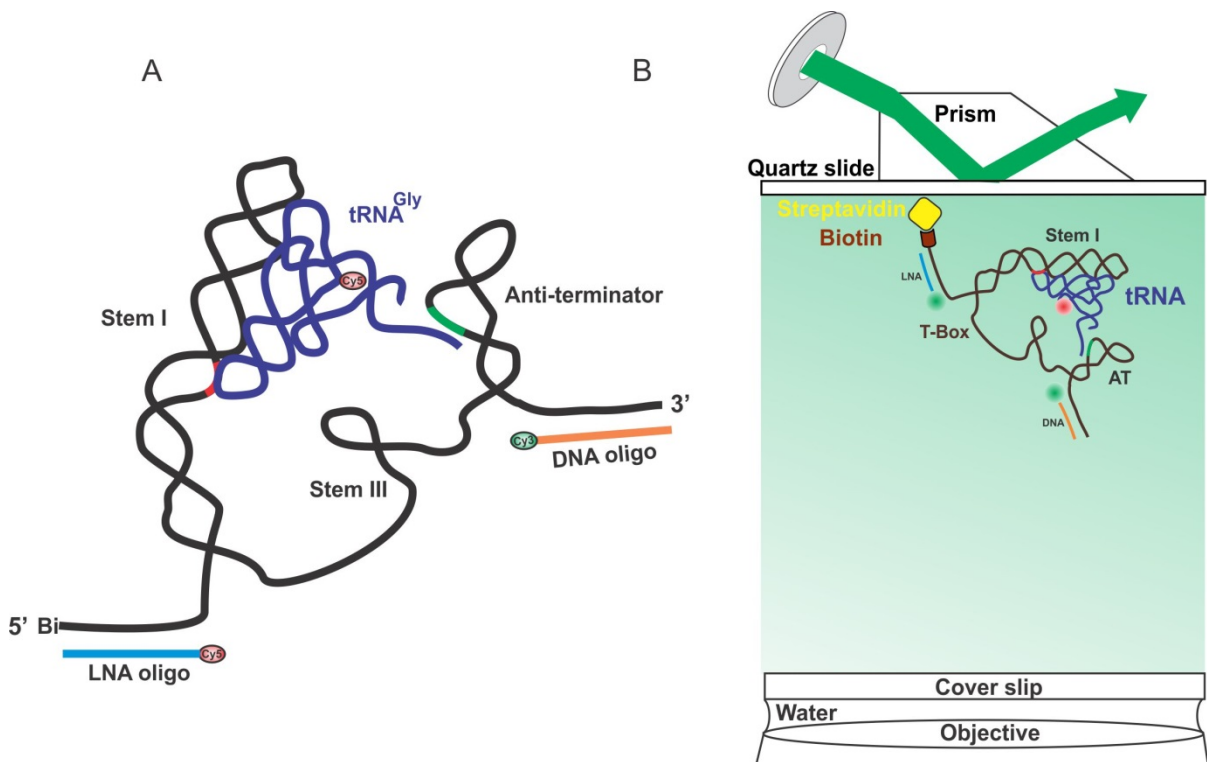 A
B
tRNA^Gly
Cy5
Stem I
Anti-terminator
3’
Cy3
DNA oligo
Stem III
5’ Bi
Cy5
LNA oligo
Prism
Quartz slide
Streptavidin
Biotin
LNA
Stem I
tRNA
T-Box
AT
DNA
Cover slip
Water
Objective